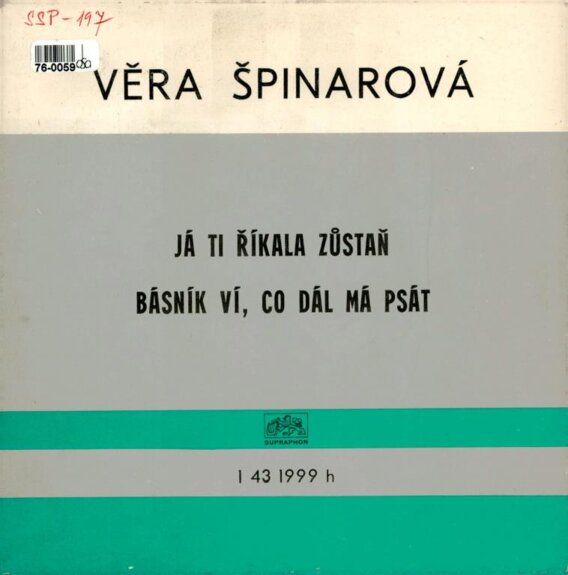 SSP-197
76-0059
VĚRA ŠPINAROVÁ
JÁ TI ŘÍKALA ZŮSTAŇ
BÁSNÍK VÍ, CO DÁL MÁ PSÁT
SUPRAPHON
1 43 1999 h